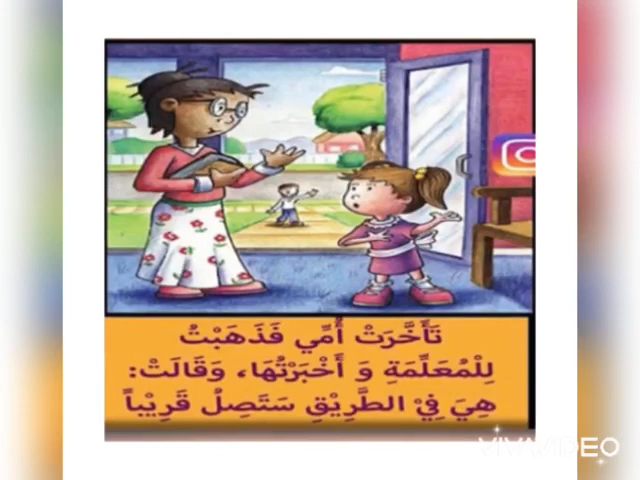 تَأَخَّرَتْ أُمِّي فَذَهَبْتُ
لِلْمُعَلِّمَةِ وَ أَخْبَرْتُهَا، وَقَالَتْ:
هِيَ فِيْ الطَّرِيْقِ سَتَصِلْ قَرِيْباً
VIVAVIDEO